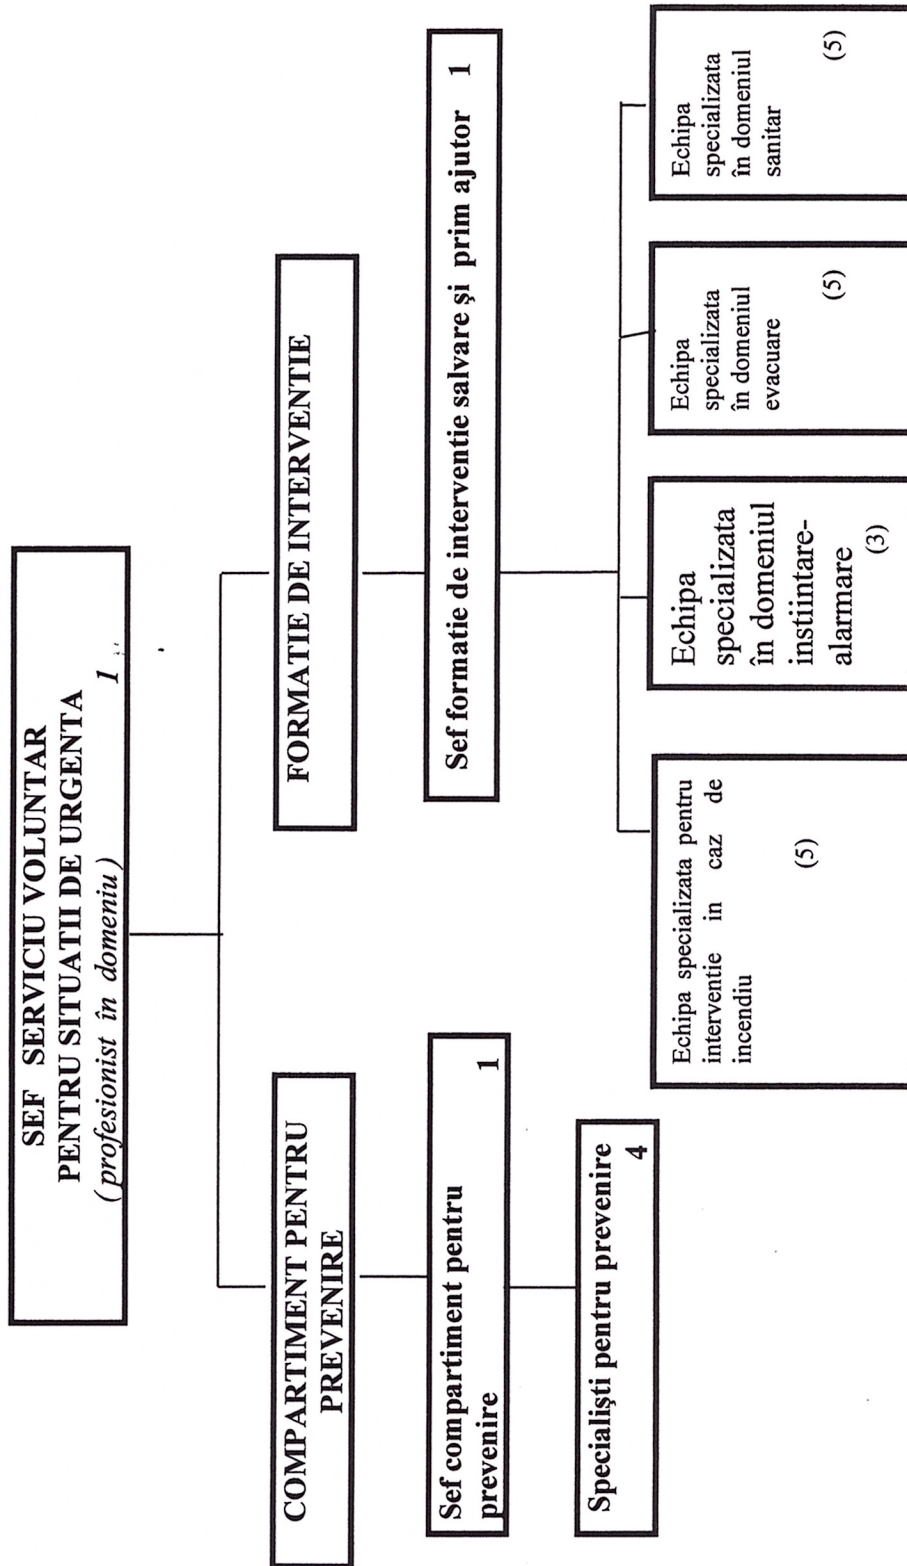 SEF SERVICIU VOLUNTAR
PENTRU SITUATII DE URGENTA
(profesionist în domeniu) 1
COMPARTIMENT PENTRU
PREVENIRE
FORMATIE DE INTERVENTIE
Sef compartiment pentru
prevenire 1
Sef formatie de interventie salvare şi prim ajutor 1
Specialişti pentru prevenire
4
Echipa specializata pentru
interventie in caz de
incendiu
(5)
Echipa
specializata
în domeniul
instiintare-
alarmare
(3)
Echipa
specializata
în domeniul
evacuare
(5)
Echipa
specializata
în domeniul
sanitar
(5)